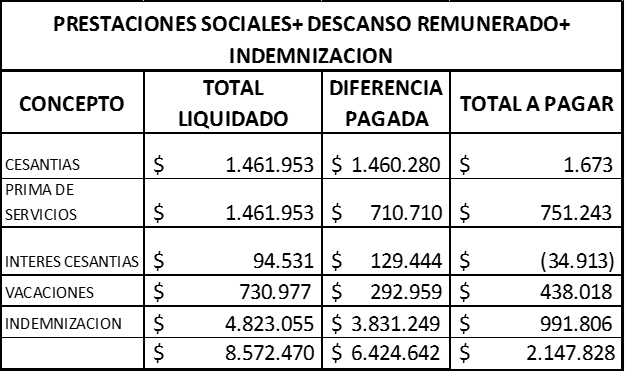 PRESTACIONES SOCIALES+ DESCANSO REMUNERADO+
INDEMNIZACION
CONCEPTO TOTAL LIQUIDADO DIFERENCIA PAGADA TOTAL A PAGAR
CESANTIAS $ 1.461.953 $ 1.460.280 $ 1.673
PRIMA DE
SERVICIOS $ 1.461.953 $ 710.710 $ 751.243
INTERES CESANTIAS $ 94.531 $ 129.444 $ (34.913)
VACACIONES $ 730.977 $ 292.959 $ 438.018
INDEMNIZACION $ 4.823.055 $ 3.831.249 $ 991.806
$ 8.572.470 $ 6.424.642 $ 2.147.828